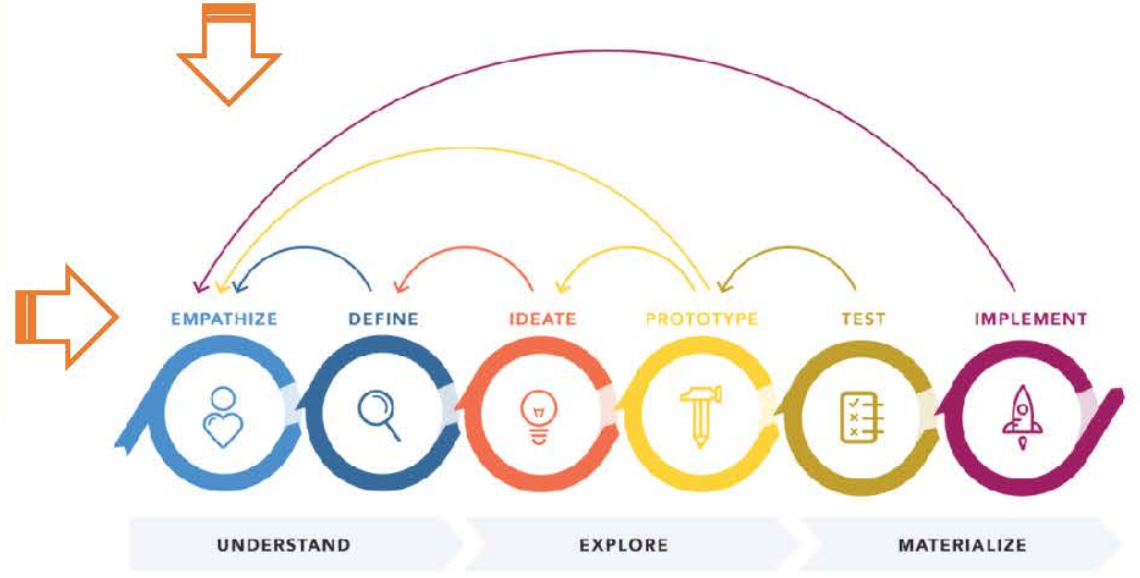 EMPATHIZE DEFINE IDEATE PROTOTYPE TEST IMPLEMENT
UNDERSTAND EXPLORE MATERIALIZE